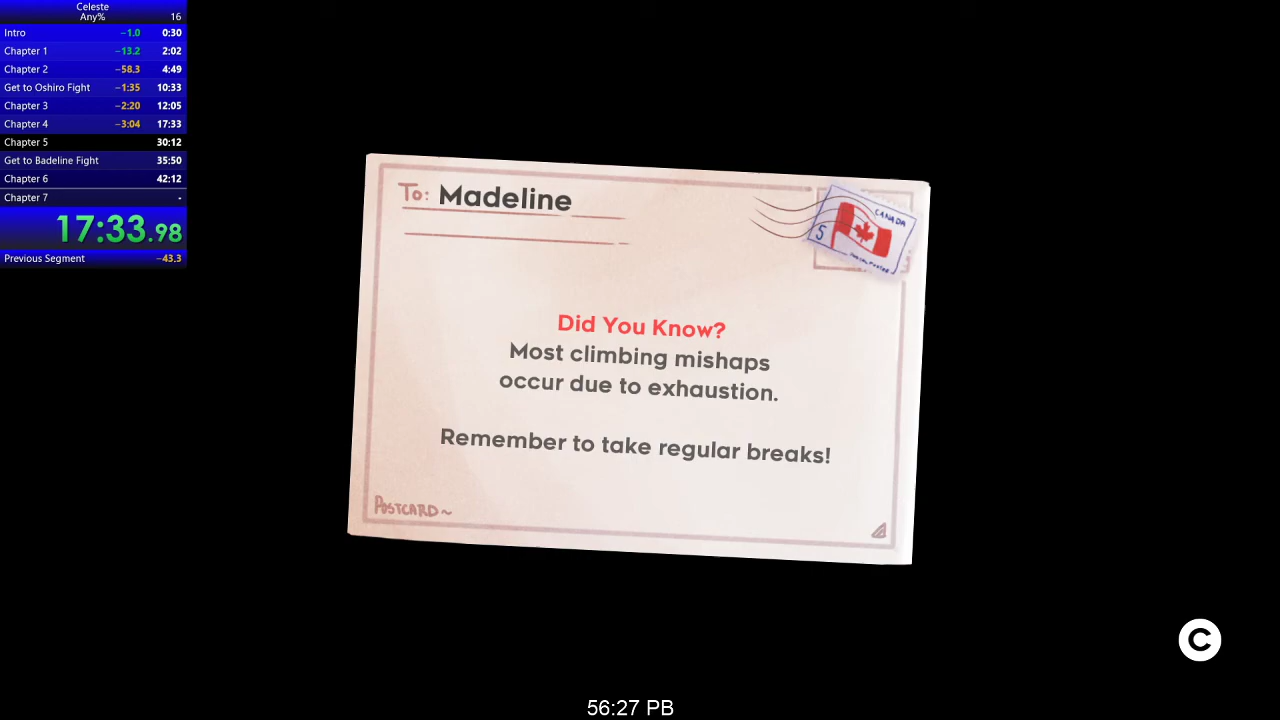 Celeste
Any% 16
Intro −1.0 0:30
Chapter 1 −13.2 2:02
Chapter 2 −58.3 4:49
Get to Oshiro Fight −1:35 10:33
Chapter 3 −2:20 12:05
Chapter 4 −3:04 17:33
Chapter 5 30:12
Get to Badeline Fight 35:50
Chapter 6 42:12
Chapter 7 -
17:33.98
Previous Segment −43.3
To: Madeline
CANADA
5
Did You Know?
Most climbing mishaps
occur due to exhaustion.
Remember to take regular breaks!
POSTCARD~
C
56:27 PB